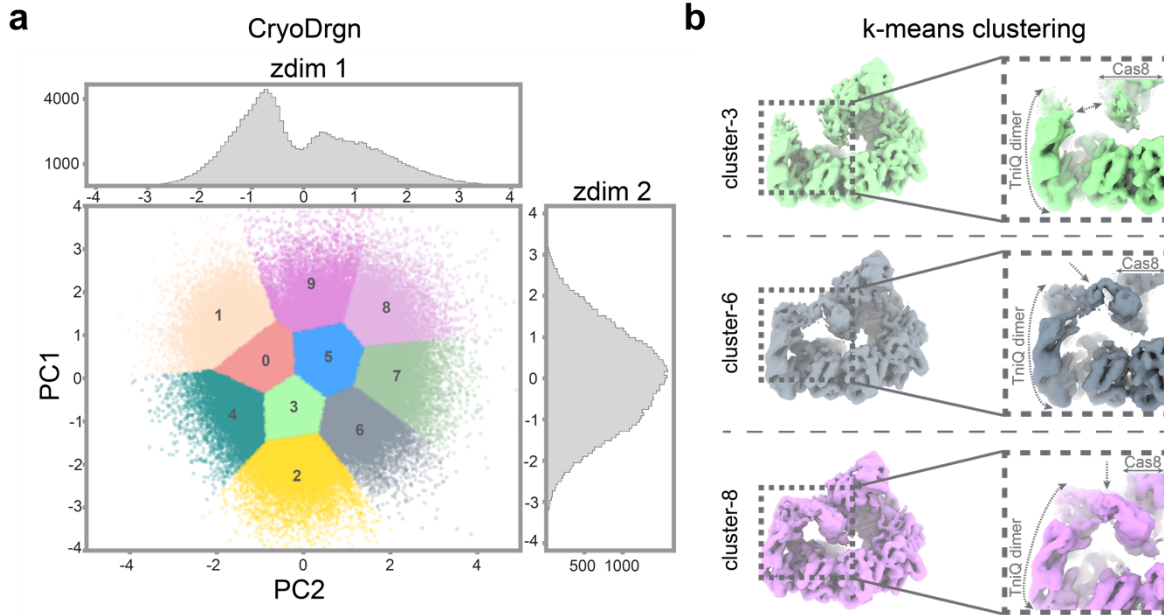 a
CryoDrgn
zdim 1
4000
1000
-4 -3 -2 -1 0 1 2 3 4
zdim 2
4
3
2
1
0
-1
-2
-3
-4
PC1
9
1
8
0
5
7
3
4
6
2
-4 -2 -1 0 1 2 4
PC2
4
3
2
1
0
-1
-2
-3
-4
500 1000
b
k-means clustering
cluster-3
TniQ dimer
Cas8
cluster-6
TniQ dimer
Cas8
cluster-8
TniQ dimer
Cas8